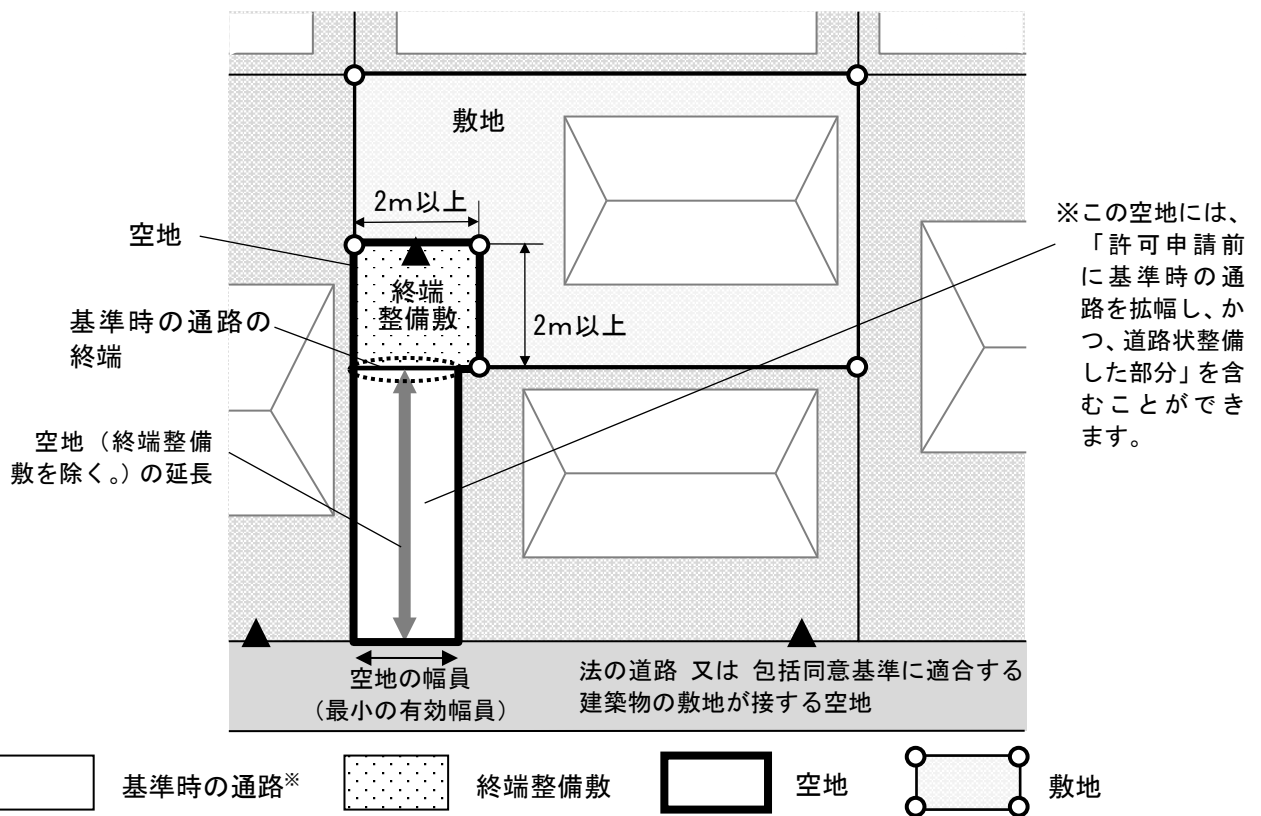 敷地
2m以上
空地
終端
整備敷
2m以上
基準時の通路の
終端
空地（終端整備
敷を除く。）の延長
※この空地には、
「許可申請前
に基準時の通
路を拡幅し、か
つ、道路状整備
した部分」を含
むことができ
ます。
空地の幅員
（最小の有効幅員）
法の道路 又は 包括同意基準に適合する
建築物の敷地が接する空地
基準時の通路※
終端整備敷
空地
敷地